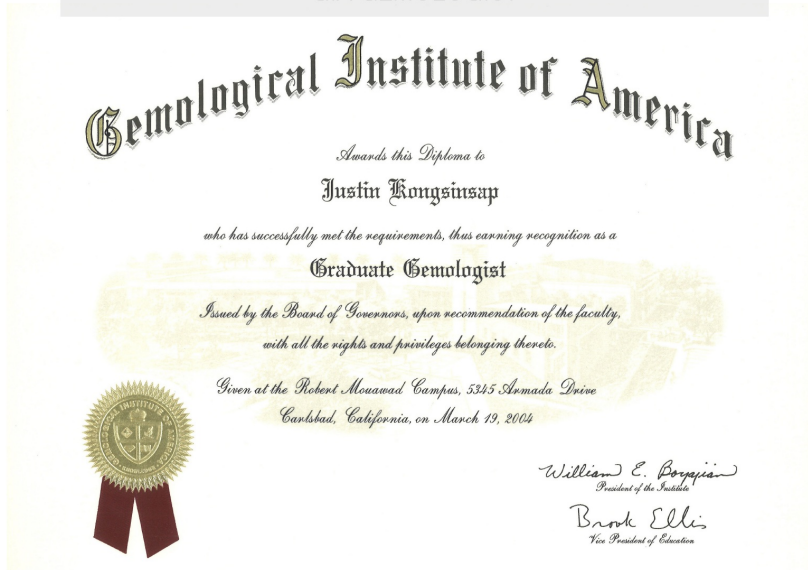 Gemological Institute of America
Awards this Diploma to
Justin Kongsinsap
who has successfully met the requirements, thus earning recognition as a
Graduate Gemologist
Issued by the Board of Governors, upon recommendation of the faculty,
with all the rights and privileges belonging thereto.
Given at the Robert Mouawad Campus, 5345 Armada Drive
Carlsbad, California, on March 19, 2004
William E. Boyajian
President of the Institute
Brook Ellis
Vice President of Education